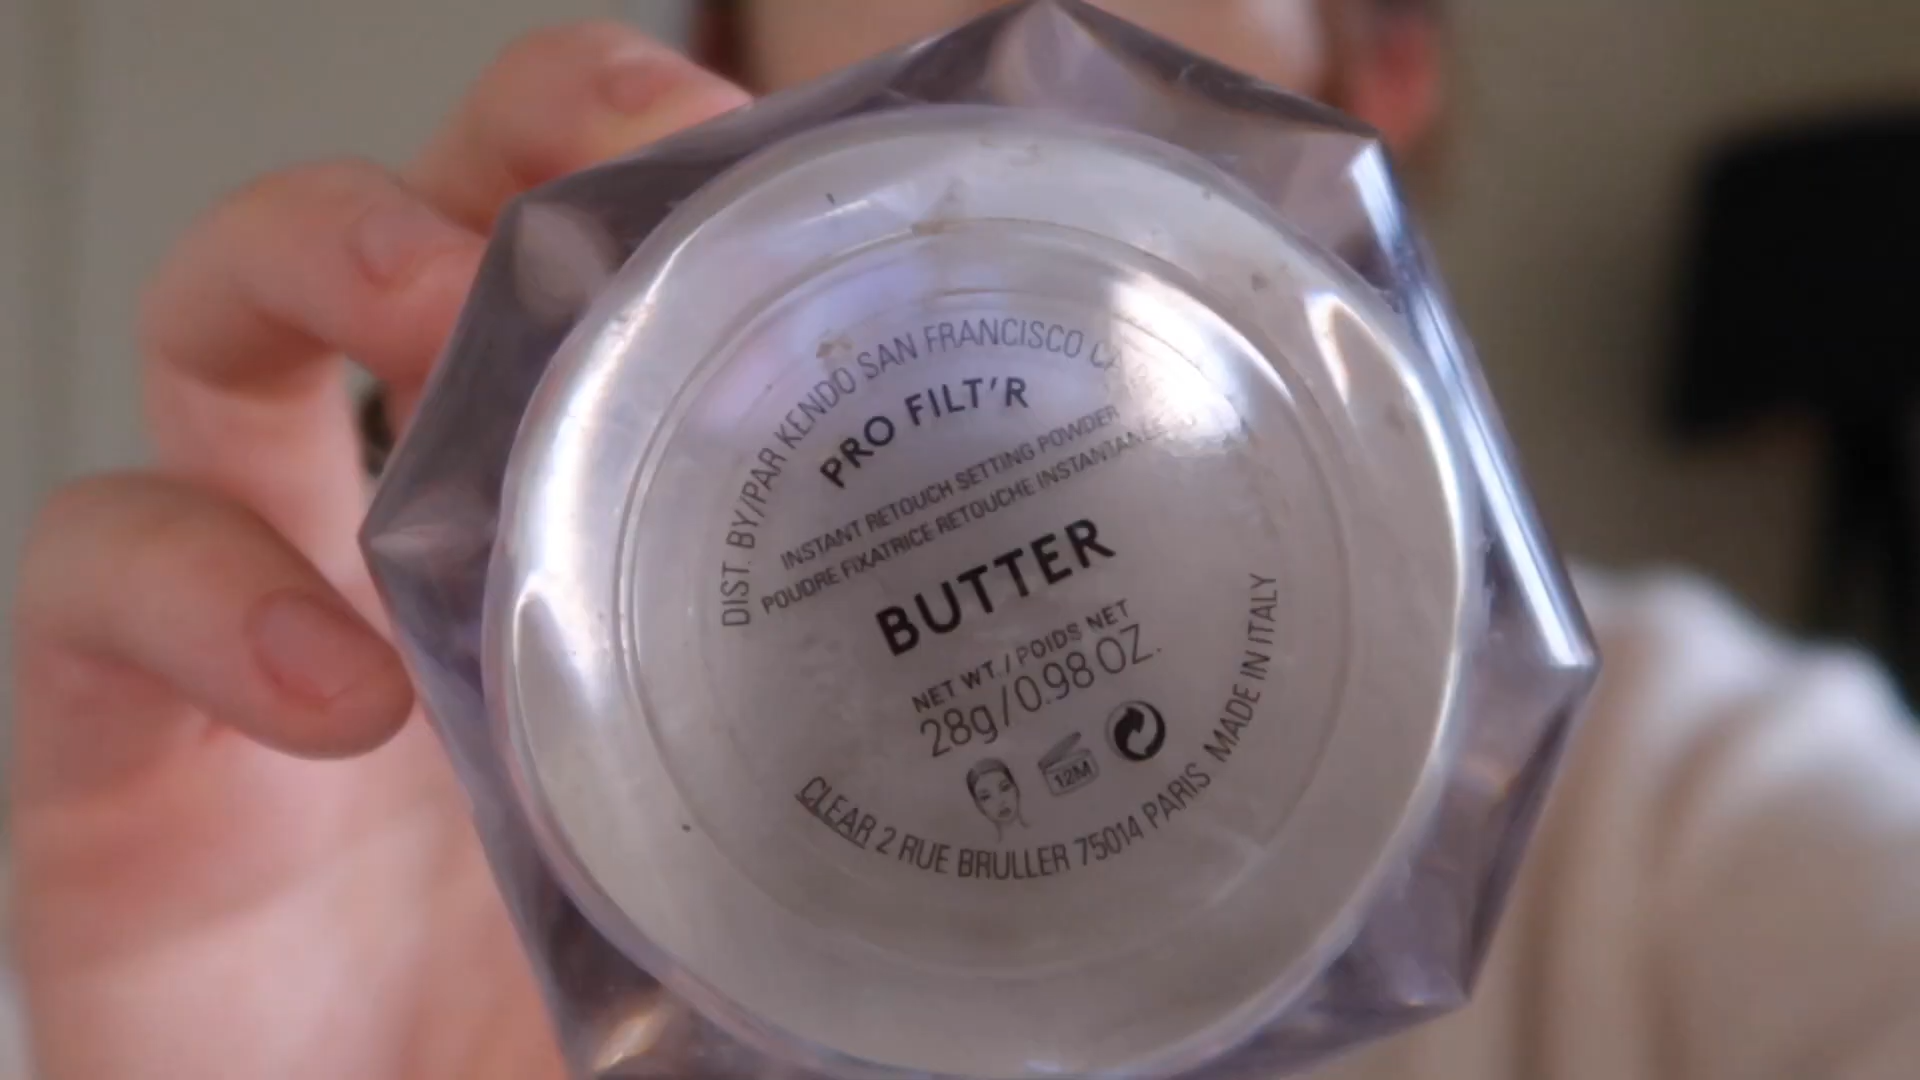 DIST. BY/PAR KENDO SAN FRANCISCO
PRO FILT'R
INSTANT RETOUCH SETTING POWDER
POUDRE FIXATRICE RETOUCHE INSTANTANÉE
BUTTER
NET WT./POIDS NET
28g/0.98 OZ.
12M
CLEAR 2 RUE BRULLER 75014 PARIS MADE IN ITALY